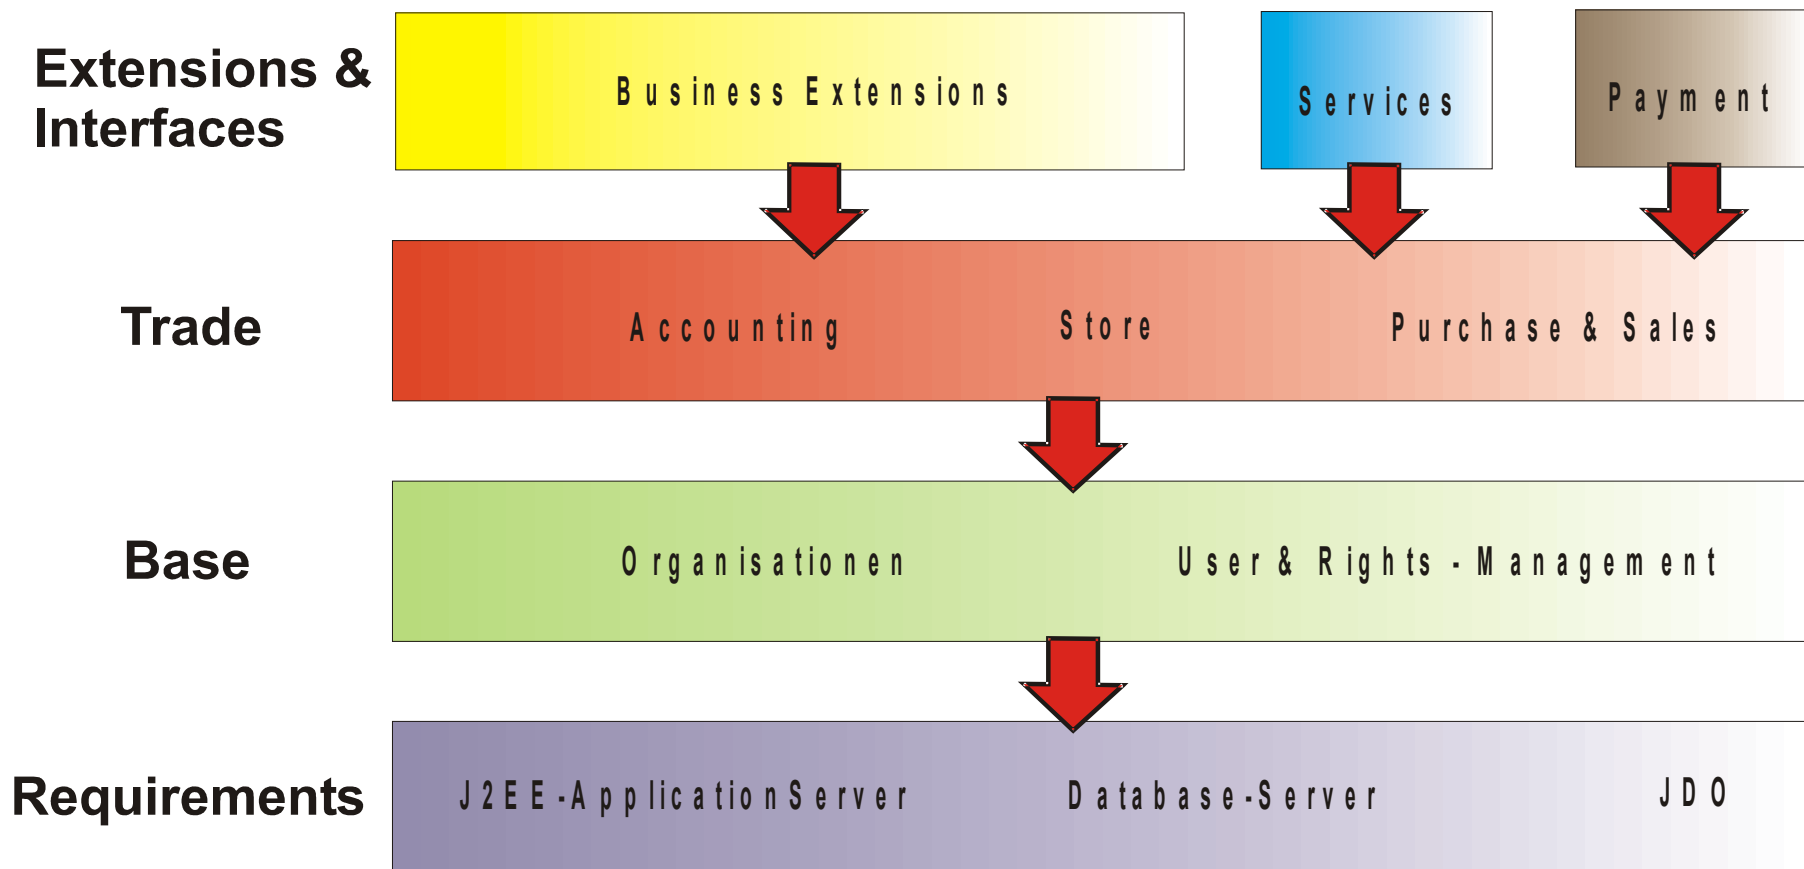 Extensions &
Interfaces
Business Extensions
Services
Payment
Trade
Accounting
Store
Purchase & Sales
Base
Organisationen
User & Rights - Management
Requirements
J2EE-ApplicationServer
Database-Server
JDO